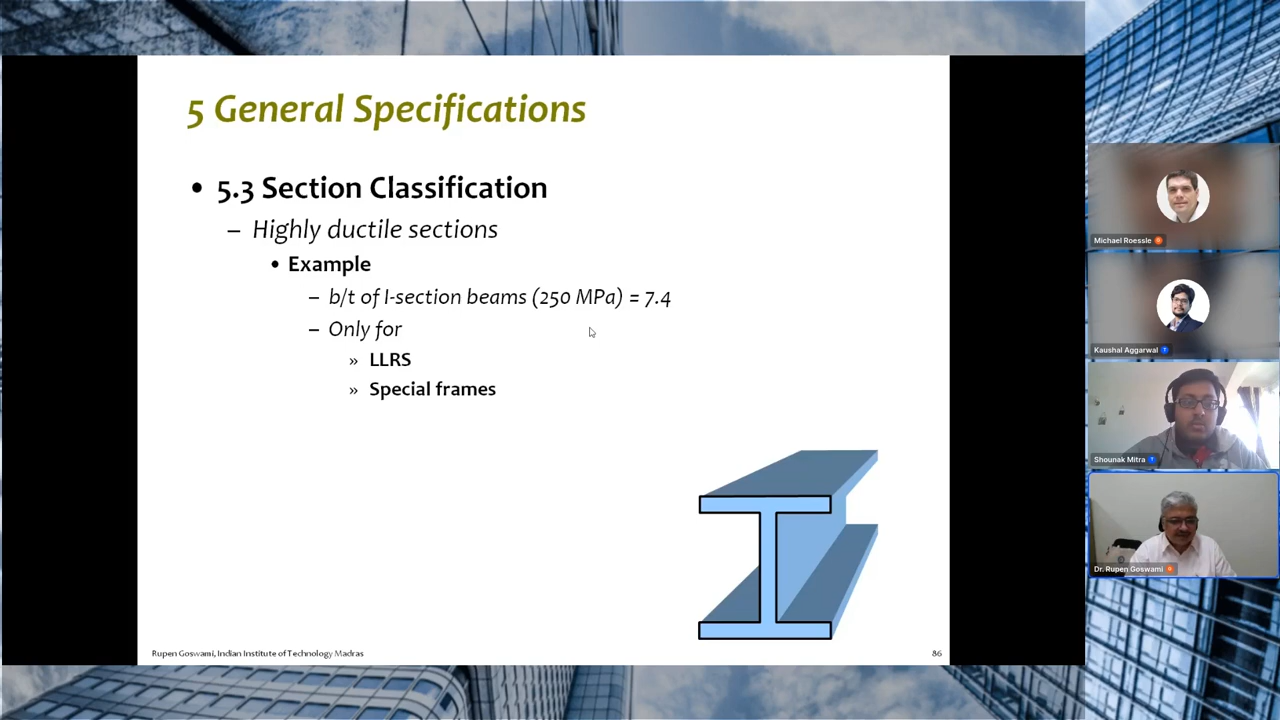 5 General Specifications
• 5.3 Section Classification
– Highly ductile sections
• Example
– b/t of I-section beams (250 MPa) = 7.4
– Only for
» LLRS
» Special frames
Rupen Goswami, Indian Institute of Technology Madras
86
Michael Roessle
Kaushal Aggarwal
Shounak Mitra
Dr. Rupen Goswami